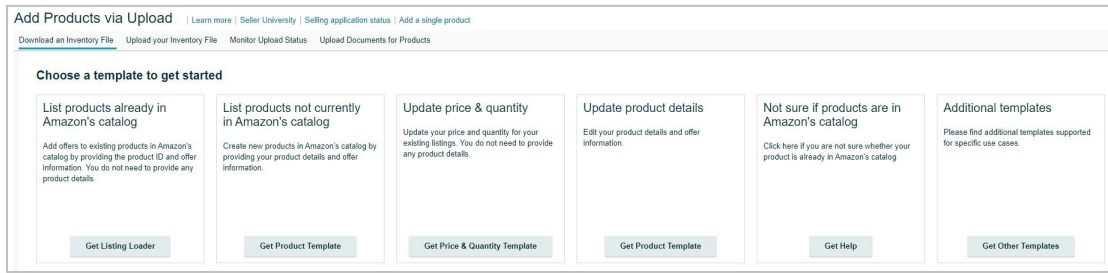 Add Products via Upload | Learn more | Seller University | Selling application status | Add a single product
Download an Inventory File Upload your Inventory File Monitor Upload Status Upload Documents for Products
Choose a template to get started
List products already in
Amazon's catalog
Add offers to existing products in Amazon's
catalog by providing the product ID and offer
information. You do not need to provide any
product details.
Get Listing Loader
List products not currently
in Amazon's catalog
Create new products in Amazon's catalog by
providing your product details and offer
information.
Get Product Template
Update price & quantity
Update your price and quantity for your
existing listings. You do not need to provide
any product details.
Get Price & Quantity Template
Update product details
Edit your product details and offer
information.
Get Product Template
Not sure if products are in
Amazon's catalog
Click here if you are not sure whether your
product is already in Amazon's catalog
Get Help
Additional templates
Please find additional templates supported
for specific use cases.
Get Other Templates